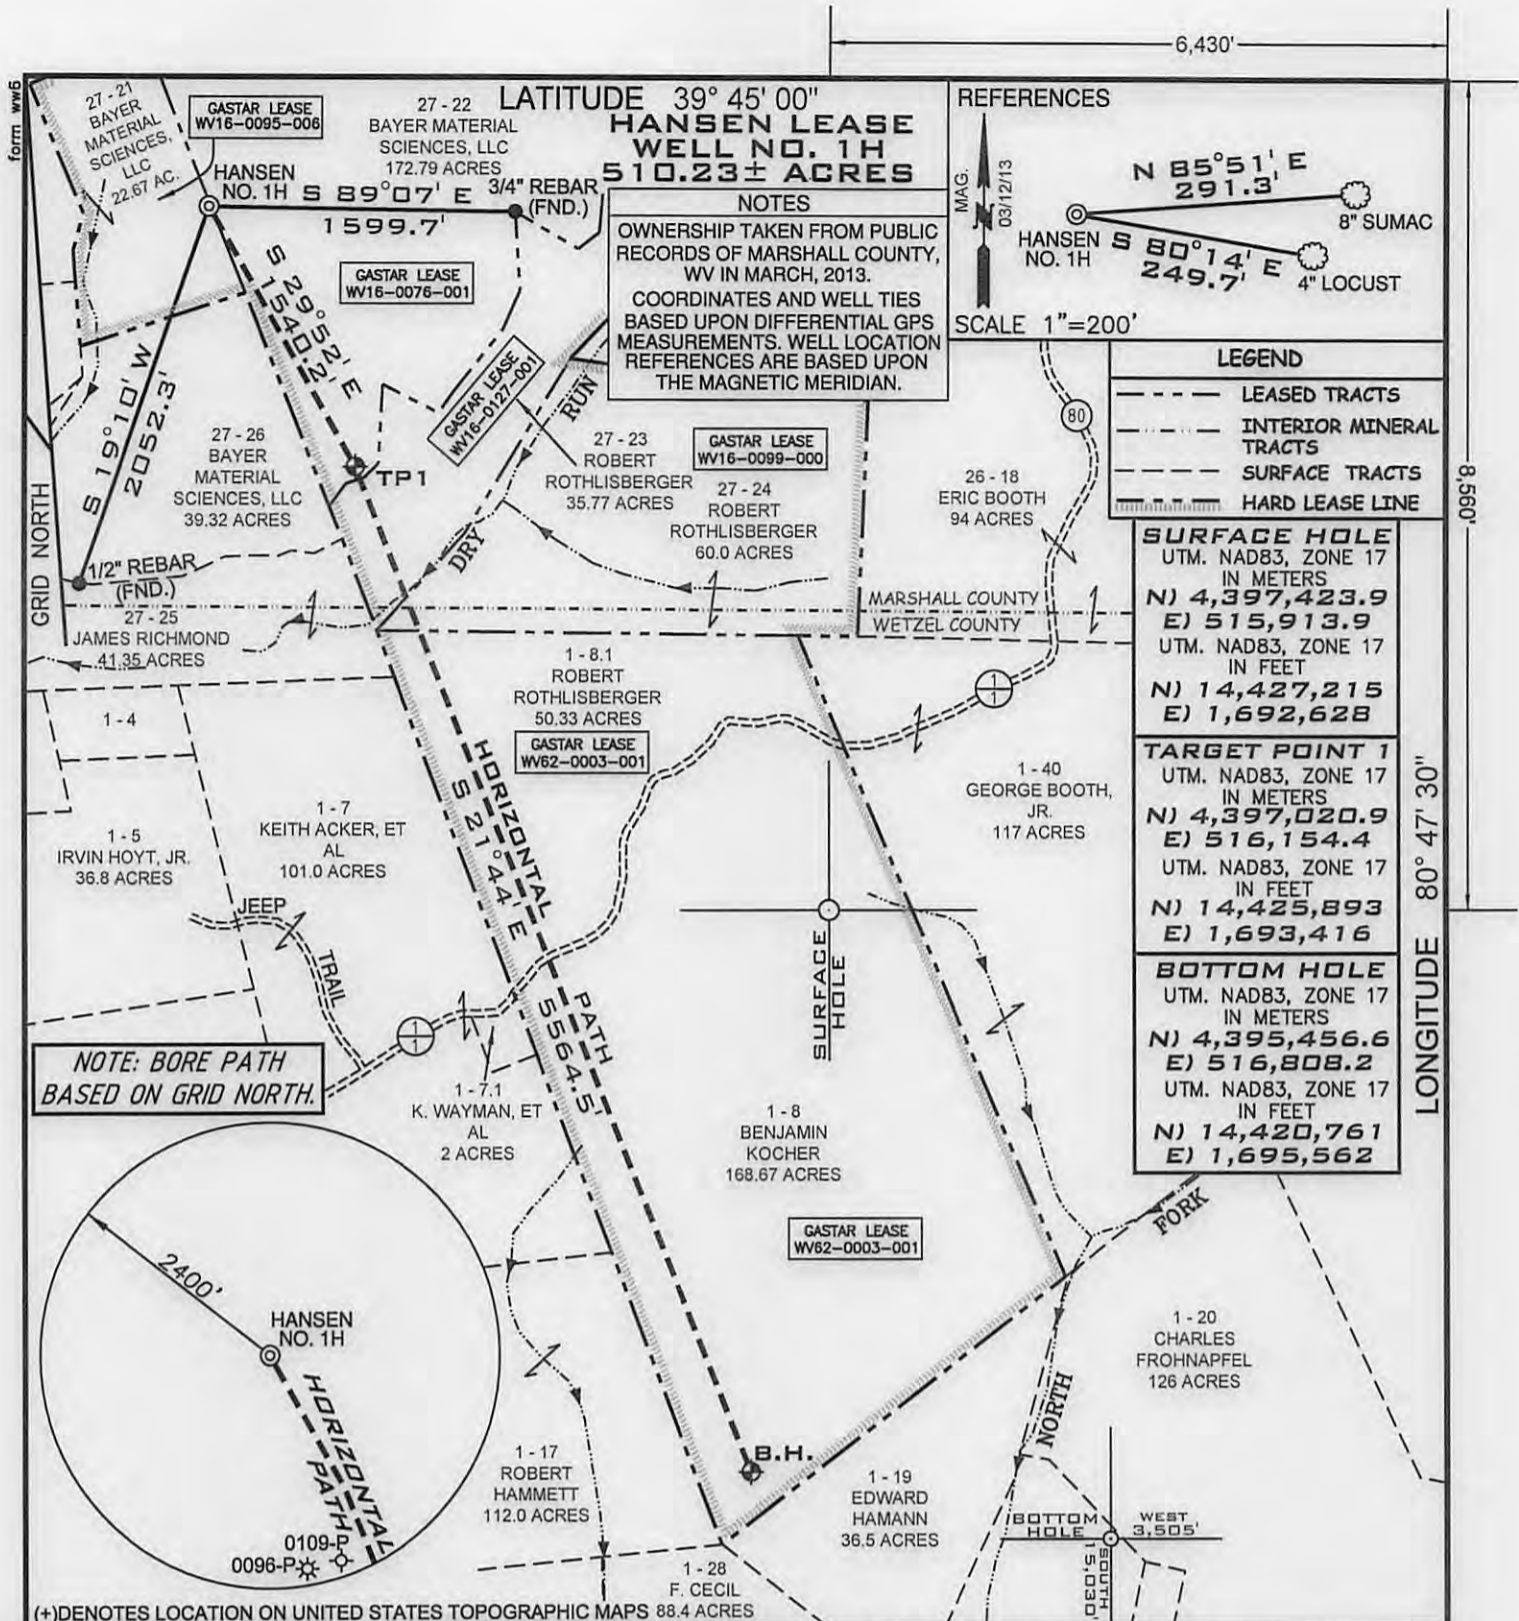 6,430'
form ww6
27 - 21
BAYER
MATERIAL
SCIENCES,
LLC
22.67 AC.
GASTAR LEASE
WV16-0095-006
27 - 22
BAYER MATERIAL
SCIENCES, LLC
172.79 ACRES
LATITUDE 39° 45' 00"
HANSEN LEASE
WELL NO. 1H
510.23± ACRES
HANSEN
NO. 1H
S 89°07' E
1599.7'
3/4" REBAR
(FND.)
GASTAR LEASE
WV16-0076-001
NOTES
OWNERSHIP TAKEN FROM PUBLIC
RECORDS OF MARSHALL COUNTY,
WV IN MARCH, 2013.
COORDINATES AND WELL TIES
BASED UPON DIFFERENTIAL GPS
MEASUREMENTS. WELL LOCATION
REFERENCES ARE BASED UPON
THE MAGNETIC MERIDIAN.
REFERENCES
MAG.
N
03/12/13
N 85°51' E
291.3'
8" SUMAC
HANSEN
NO. 1H
S 80°14' E
249.7'
4" LOCUST
SCALE 1"=200'
LEGEND
LEASED TRACTS
INTERIOR MINERAL
TRACTS
SURFACE TRACTS
HARD LEASE LINE
8,560'
S 29°52' E
1540.2'
S 19°10' W
2052.3'
GRID NORTH
27 - 26
BAYER
MATERIAL
SCIENCES, LLC
39.32 ACRES
TP1
GASTAR LEASE
WV16-0127-001
DRY
RUN
27 - 23
ROBERT
ROTHLISBERGER
35.77 ACRES
GASTAR LEASE
WV16-0099-000
27 - 24
ROBERT
ROTHLISBERGER
60.0 ACRES
80
26 - 18
ERIC BOOTH
94 ACRES
1/2" REBAR
(FND.)
27 - 25
JAMES RICHMOND
41.35 ACRES
MARSHALL COUNTY
WETZEL COUNTY
SURFACE HOLE
UTM. NAD83, ZONE 17
IN METERS
N) 4,397,423.9
E) 515,913.9
UTM. NAD83, ZONE 17
IN FEET
N) 14,427,215
E) 1,692,628
TARGET POINT 1
UTM. NAD83, ZONE 17
IN METERS
N) 4,397,020.9
E) 516,154.4
UTM. NAD83, ZONE 17
IN FEET
N) 14,425,893
E) 1,693,416
BOTTOM HOLE
UTM. NAD83, ZONE 17
IN METERS
N) 4,395,456.6
E) 516,808.2
UTM. NAD83, ZONE 17
IN FEET
N) 14,420,761
E) 1,695,562
LONGITUDE 80° 47' 30"
1 - 8.1
ROBERT
ROTHLISBERGER
50.33 ACRES
GASTAR LEASE
WV62-0003-001
1
1
1 - 4
1 - 5
IRVIN HOYT, JR.
36.8 ACRES
1 - 7
KEITH ACKER, ET
AL
101.0 ACRES
HORIZONTAL
PATH
S 21°44' E
5564.5'
1 - 40
GEORGE BOOTH,
JR.
117 ACRES
JEEP
TRAIL
SURFACE
HOLE
1
1
NOTE: BORE PATH
BASED ON GRID NORTH.
1 - 7.1
K. WAYMAN, ET
AL
2 ACRES
1 - 8
BENJAMIN
KOCHER
168.67 ACRES
GASTAR LEASE
WV62-0003-001
NORTH
FORK
2400'
HANSEN
NO. 1H
HORIZONTAL
PATH
0109-P
0096-P
1 - 20
CHARLES
FROHNAPFEL
126 ACRES
B.H.
1 - 17
ROBERT
HAMMETT
112.0 ACRES
1 - 19
EDWARD
HAMANN
36.5 ACRES
BOTTOM
HOLE
WEST
3,505'
SOUTH
15,030'
1 - 28
F. CECIL
88.4 ACRES
(+)DENOTES LOCATION ON UNITED STATES TOPOGRAPHIC MAPS